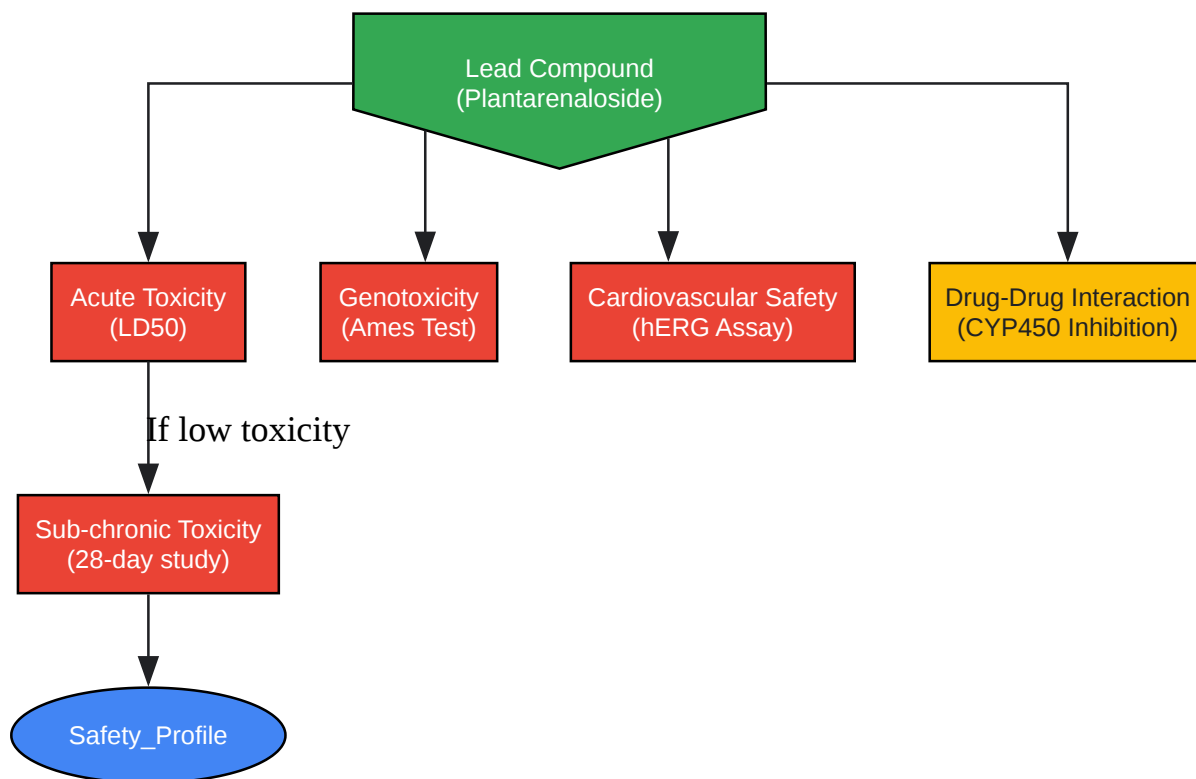 Lead Compound
(Plantarenaloside)
Acute Toxicity
(LD50)
Genotoxicity
(Ames Test)
Cardiovascular Safety
(hERG Assay)
Drug-Drug Interaction
(CYP450 Inhibition)
If low toxicity
Sub-chronic Toxicity
(28-day study)
Safety_Profile